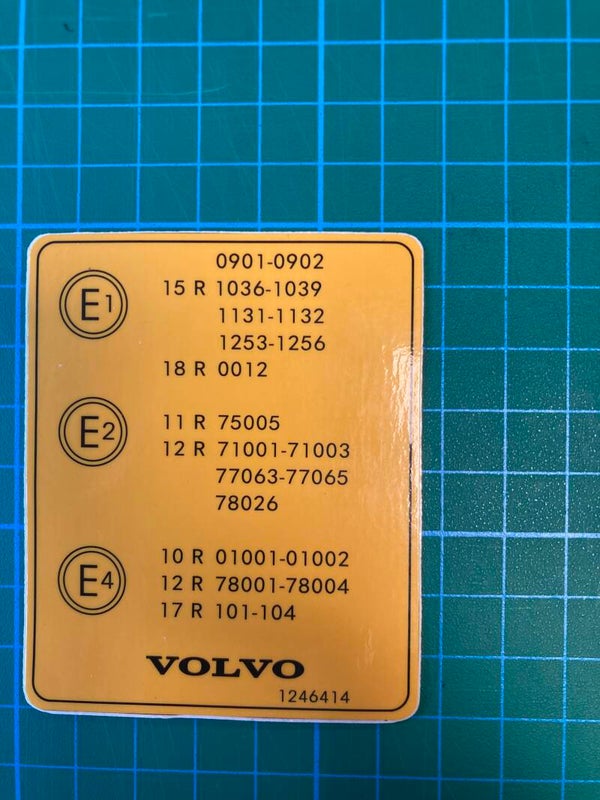 0901-0902
E1 15 R 1036-1039
1131-1132
1253-1256
18 R 0012
E2 11 R 75005
12 R 71001-71003
77063-77065
78026
10 R 01001-01002
E4 12 R 78001-78004
17 R 101-104
VOLVO
1246414